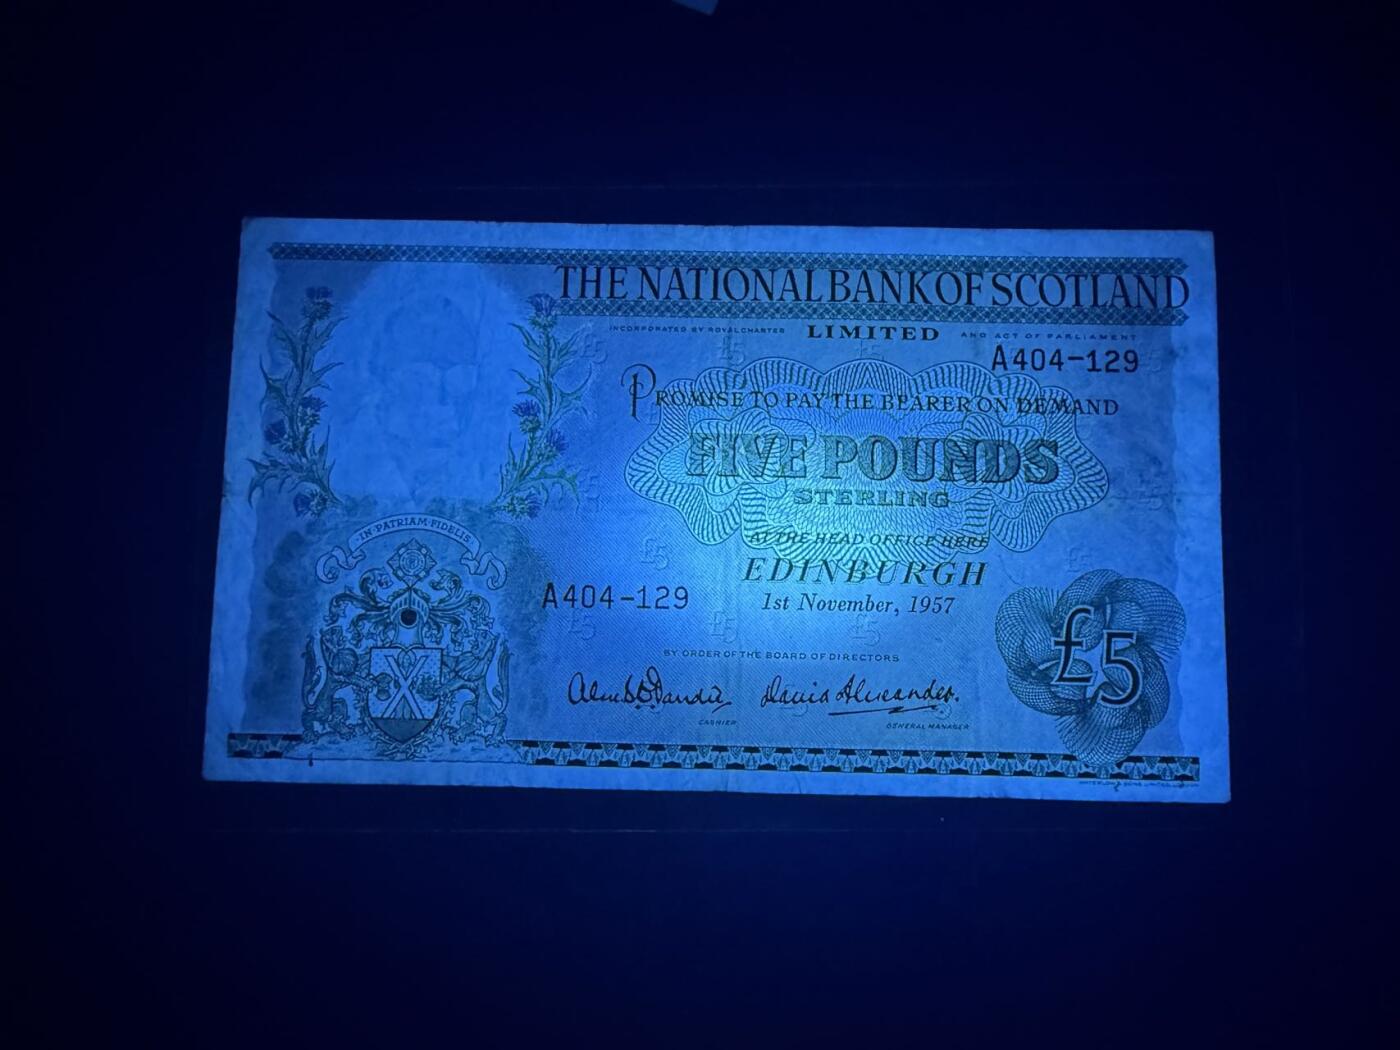 THE NATIONAL BANK OF SCOTLAND
INCORPORATED BY ROYAL CHARTER LIMITED AND ACT OF PARLIAMENT
A404-129
PROMISE TO PAY THE BEARER ON DEMAND
FIVE POUNDS
STERLING
AT THE HEAD OFFICE HERE
EDINBURGH
1st November, 1957
A404-129
IN·PATRIAM·FIDELIS
BY ORDER OF THE BOARD OF DIRECTORS
David Alexander.
CASHIER
GENERAL MANAGER
£5